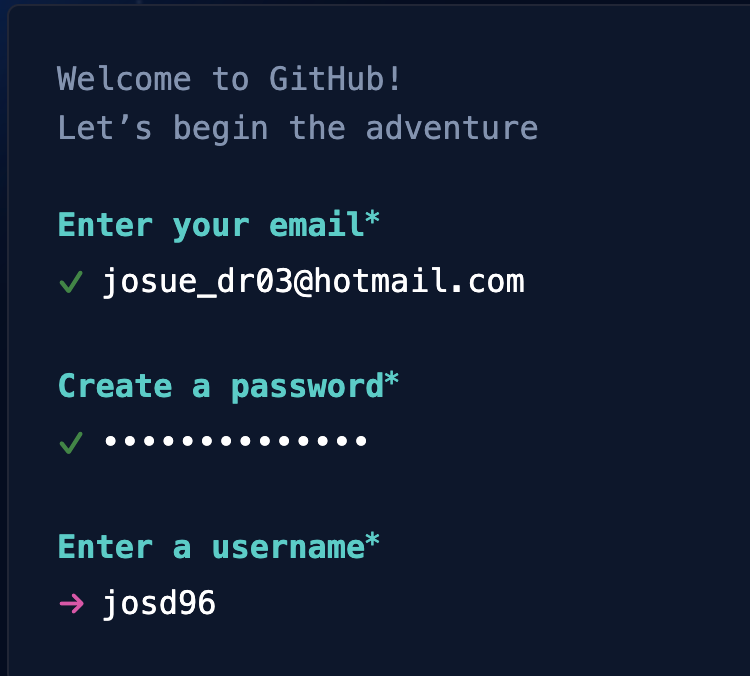 Welcome to GitHub!
Let’s begin the adventure
Enter your email*
✓ josue_dr03@hotmail.com
Create a password*
✓ ••••••••••••••
Enter a username*
→ josd96